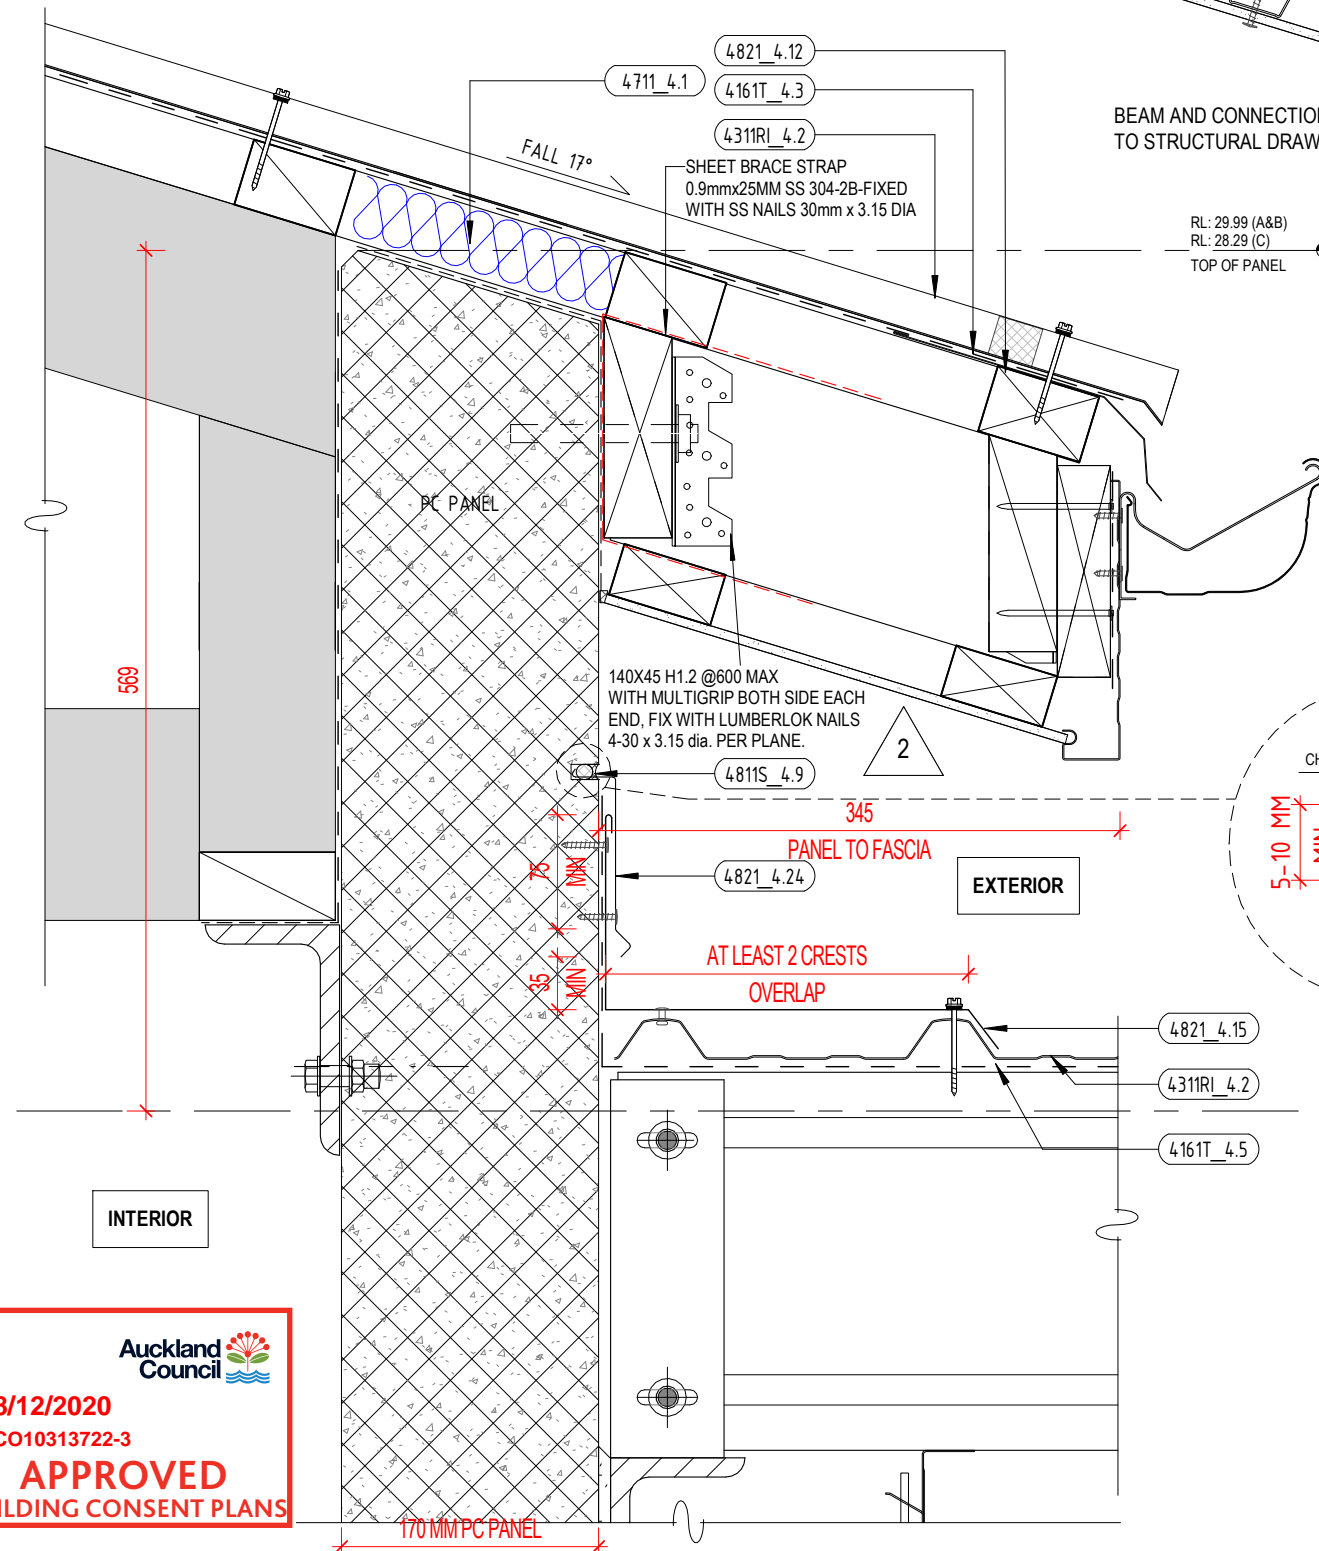 4821_4.12
4711_4.1
4161T_4.3
4311RI_4.2
BEAM AND CONNECTION
TO STRUCTURAL DRAW
FALL 17°
SHEET BRACE STRAP
0.9mmx25MM SS 304-2B-FIXED
WITH SS NAILS 30mm x 3.15 DIA
RL: 29.99 (A&B)
RL: 28.29 (C)
TOP OF PANEL
PC PANEL
569
140X45 H1.2 @600 MAX
WITH MULTIGRIP BOTH SIDE EACH
END, FIX WITH LUMBERLOK NAILS
4-30 x 3.15 dia. PER PLANE.
2
4811S_4.9
CH
345
PANEL TO FASCIA
5-10 MM
MIN
75
MIN
4821_4.24
EXTERIOR
AT LEAST 2 CRESTS
OVERLAP
35
MIN
4821_4.15
4311RI_4.2
4161T_4.5
INTERIOR
Auckland
Council
3/12/2020
CO10313722-3
APPROVED
ILDING CONSENT PLANS
170 MM PC PANEL